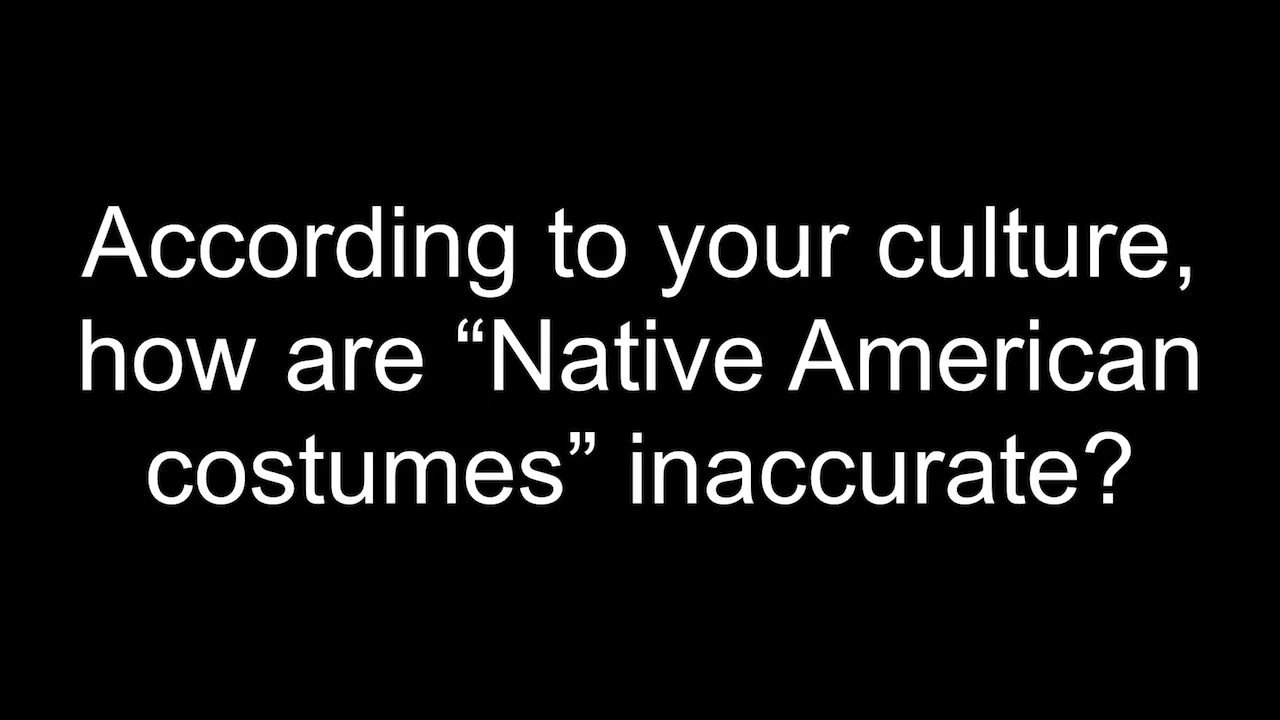 According to your culture,
how are “Native American
costumes” inaccurate?